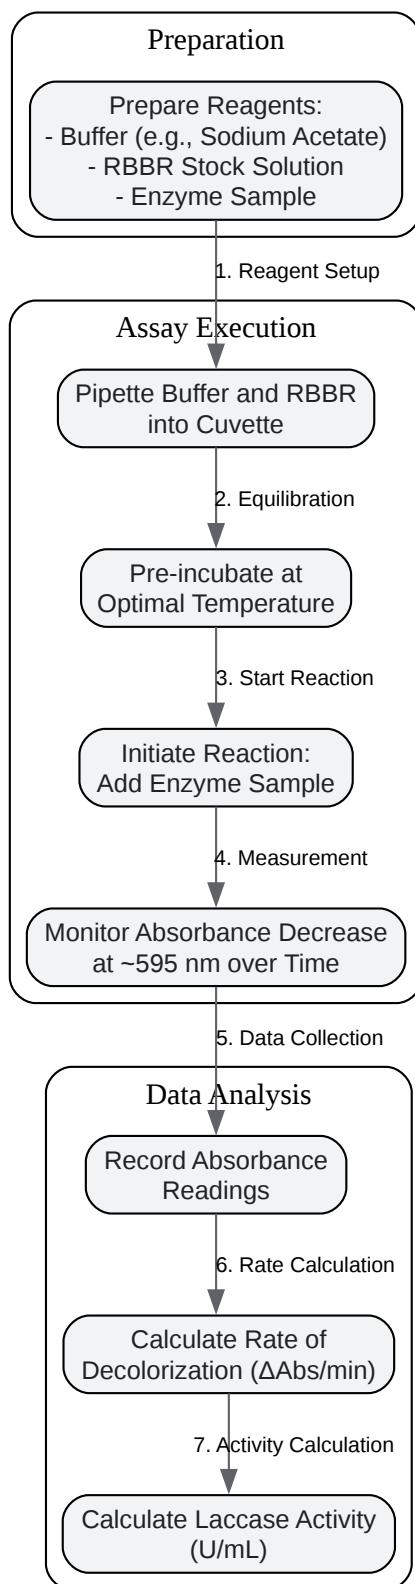 Preparation
Prepare Reagents:
- Buffer (e.g., Sodium Acetate)
- RBBR Stock Solution
- Enzyme Sample
1. Reagent Setup
Assay Execution
Pipette Buffer and RBBR
into Cuvette
2. Equilibration
Pre-incubate at
Optimal Temperature
3. Start Reaction
Initiate Reaction:
Add Enzyme Sample
4. Measurement
Monitor Absorbance Decrease
at ~595 nm over Time
5. Data Collection
Data Analysis
Record Absorbance
Readings
6. Rate Calculation
Calculate Rate of
Decolorization (ΔAbs/min)
7. Activity Calculation
Calculate Laccase Activity
(U/mL)